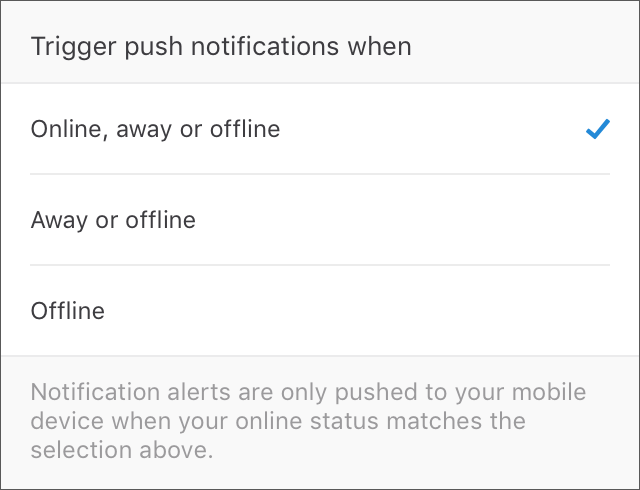 Trigger push notifications when
Online, away or offline
Away or offline
Offline
Notification alerts are only pushed to your mobile
device when your online status matches the
selection above.